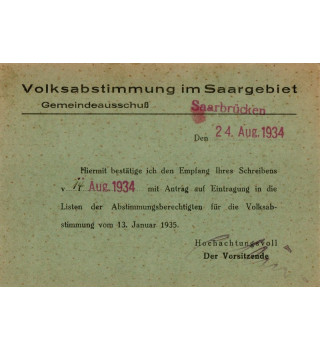 Volksabstimmung im Saargebiet
Gemeindeausschuß Saarbrücken
Den 24. Aug. 1934
Hiermit bestätige ich den Empfang Ihres Schreibens
v. Aug. 1934 mit Antrag auf Eintragung in die
Listen der Abstimmungsberechtigten für die Volksab-
stimmung vom 13. Januar 1935.
Hochachtungsvoll
Der Vorsitzende